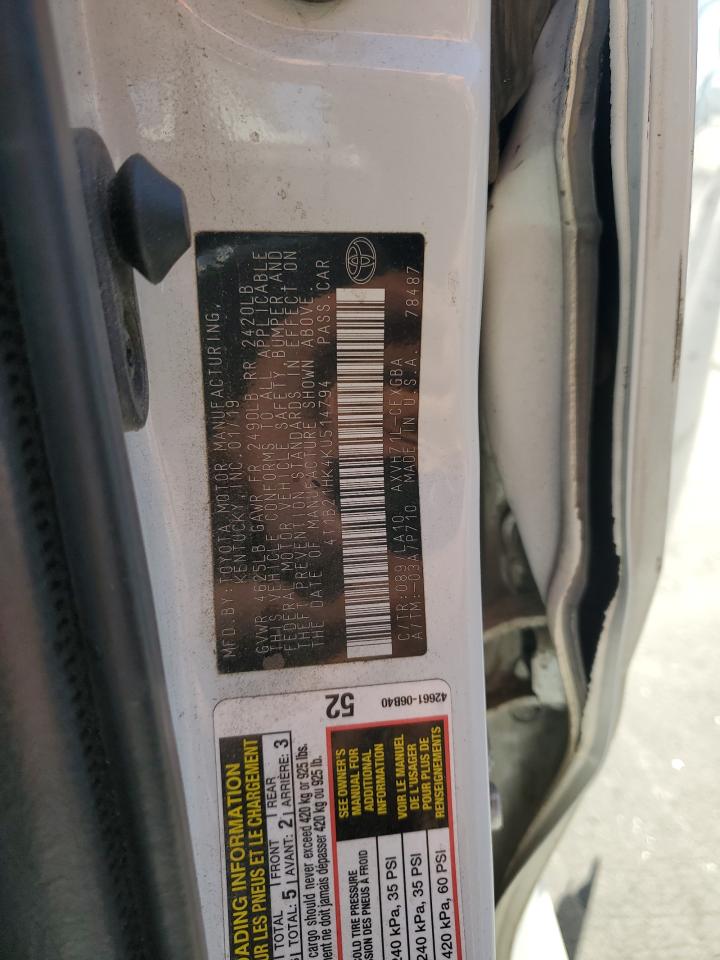 MFD.BY:TOYOTA MOTOR MANUFACTURING,
KENTUCKY, INC. 01/19
GVWR 4625LB GAWR FR 2490LB RR 2420LB
THIS VEHICLE CONFORMS TO ALL APPLICABLE
FEDERAL MOTOR VEHICLE SAFETY, BUMPER, AND
THEFT PREVENTION STANDARDS IN EFFECT ON
THE DATE OF MANUFACTURE SHOWN ABOVE.
PASS CAR
C/TR:089 /LA10 AXVH71L-CEXGBA
A/TM:-03A/P710 MADE IN U.S.A. 78487
52
42661-06B40
LOADING INFORMATION
SUR LES PNEUS ET LE CHARGEMENT
TOTAL FRONT REAR
TOTAL: 5 AVANT: 2 ARRIÈRE: 3
cargo should never exceed 420 kg or 925 lbs.
ne doit jamais dépasser 420 kg ou 925 lb.
COLD TIRE PRESSURE
PRESSION DES PNEUS À FROID
240 kPa, 35 PSI
240 kPa, 35 PSI
420 kPa, 60 PSI
SEE OWNER'S
MANUAL FOR
ADDITIONAL
INFORMATION
VOIR LE MANUEL
DE L'USAGER
POUR PLUS DE
RENSEIGNEMENTS